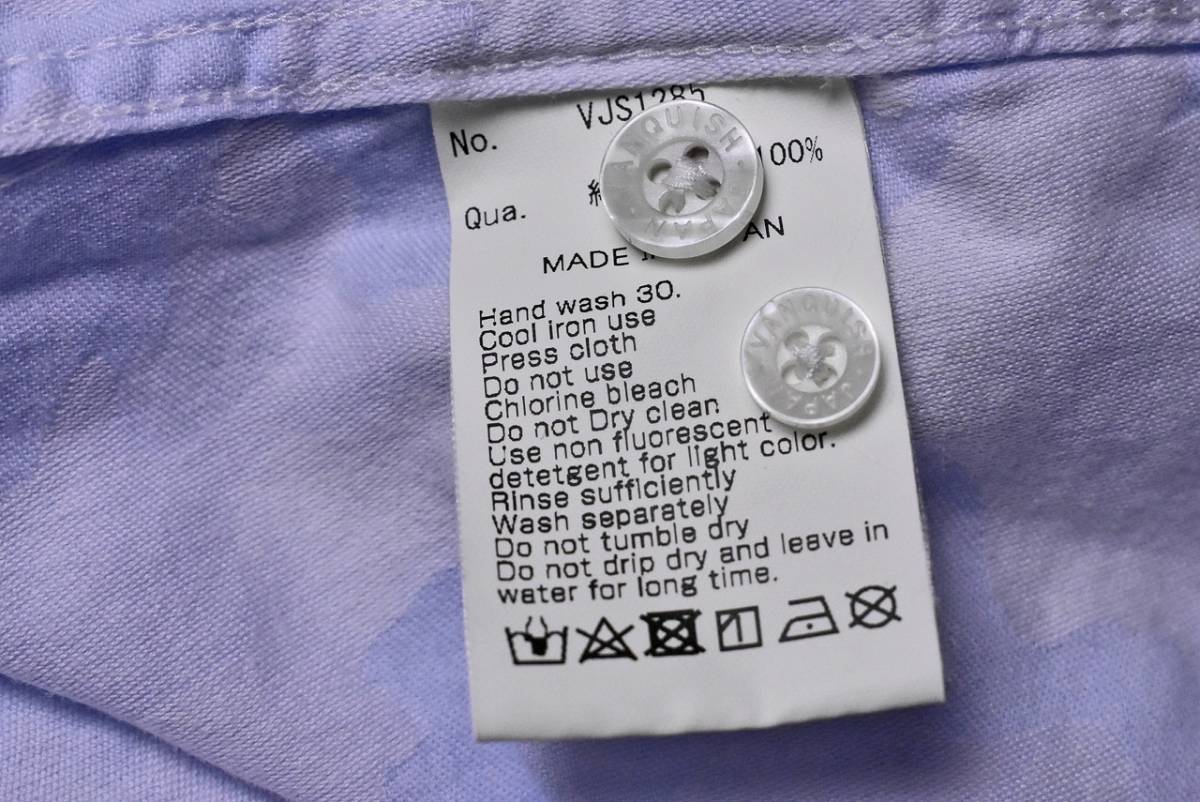 No. VJS1285
Qua. 100%
MADE
Hand wash 30.
Cool iron use
Press cloth
Do not use
Chlorine bleach
Do not Dry clean
Use non fluorescent
detetgent for light color.
Rinse sufficiently
Wash separately
Do not tumble dry
Do not drip dry and leave in
water for long time.
VANQUISH JAPAN
VANQUISH JAPAN